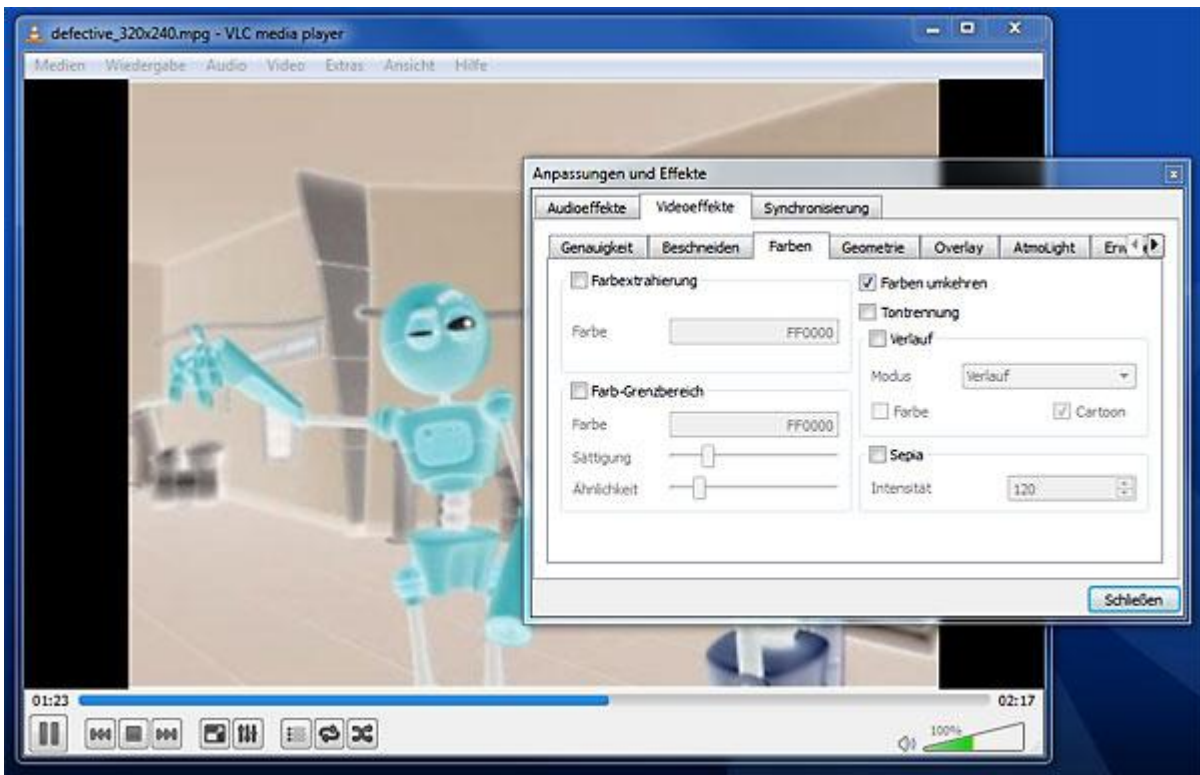 defective_320x240.mpg - VLC media player
Medien Wiedergabe Audio Video Extras Ansicht Hilfe
Anpassungen und Effekte
Audioeffekte Videoeffekte Synchronisierung
Genauigkeit Beschneiden Farben Geometrie Overlay AtmoLight
Farbextrahierung
Farbe FF0000
Farb-Grenzbereich
Farbe FF0000
Sättigung
Ähnlichkeit
Farben umkehren
Tontrennung
Verlauf
Modus Verlauf
Farbe Cartoon
Sepia
Intensität 120
Schließen
01:23 02:17
100%